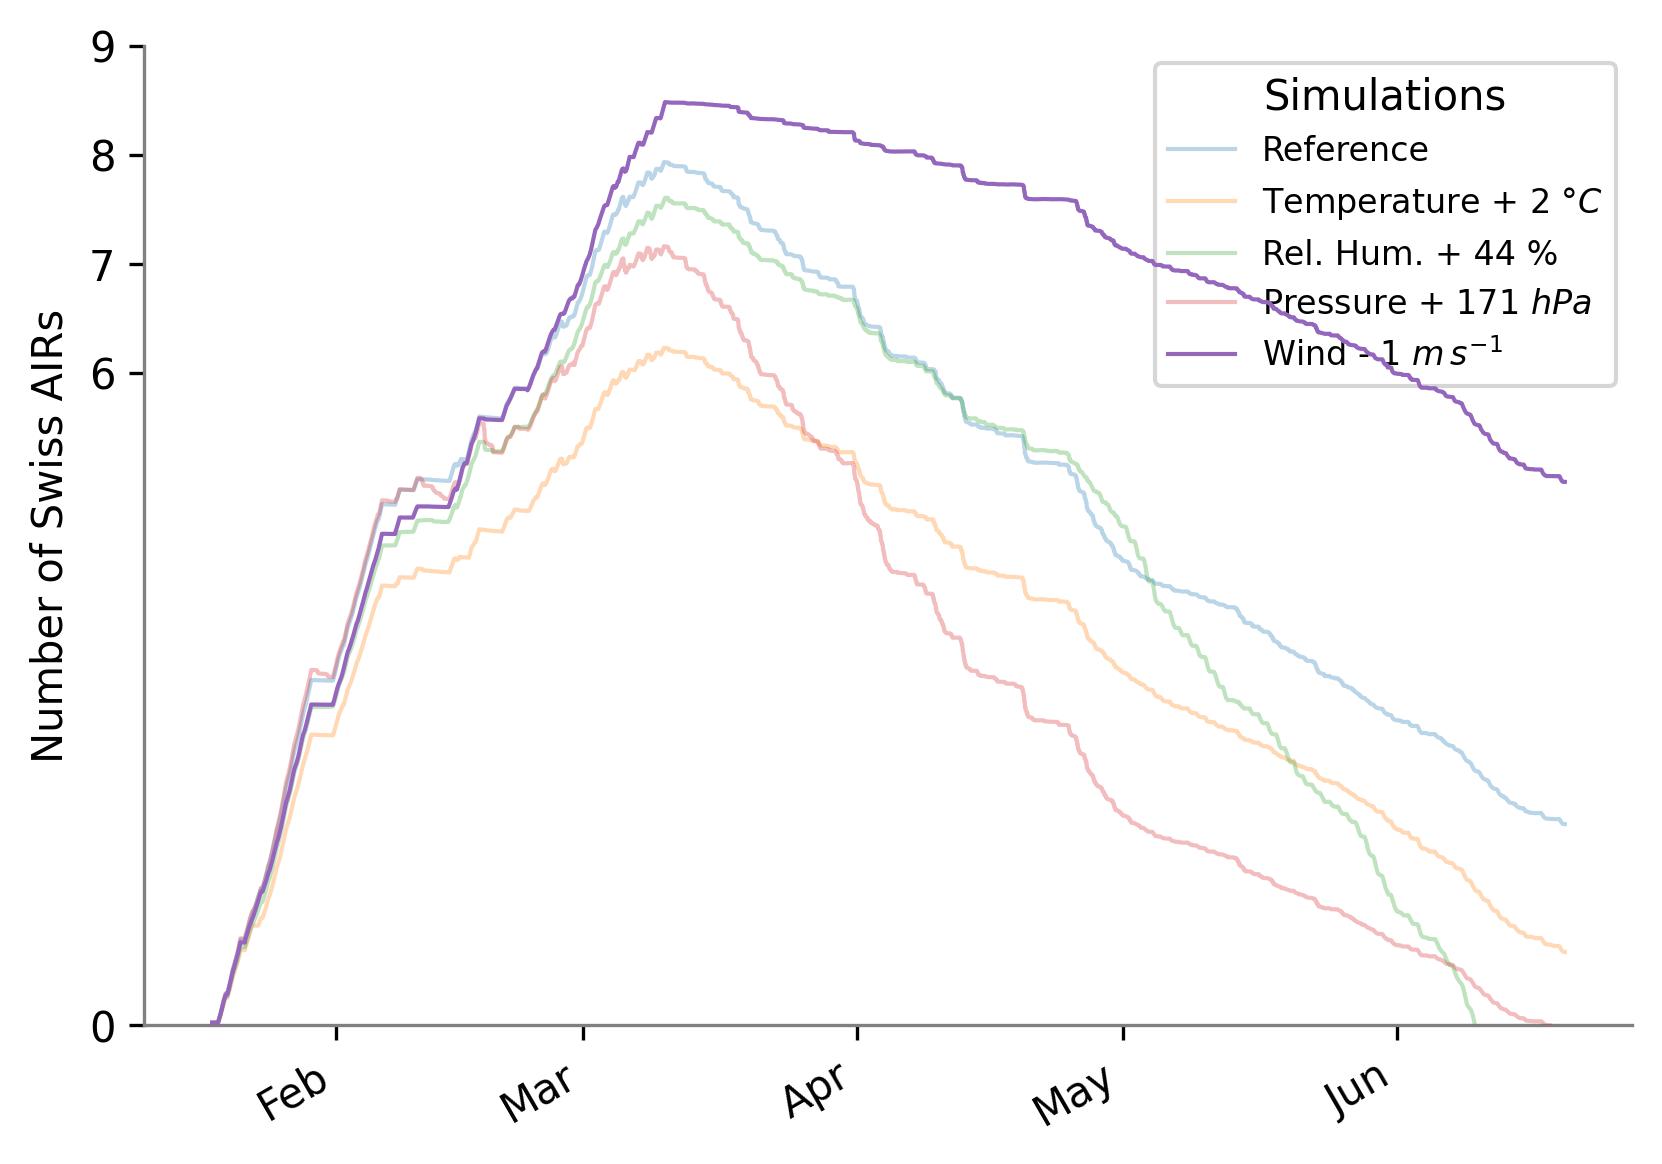 Number of Swiss AIRs
9
8
7
6
0
Feb
Mar
Apr
May
Jun
Simulations
Reference
Temperature + 2 °C
Rel. Hum. + 44 %
Pressure + 171 hPa
Wind - 1 m s⁻¹